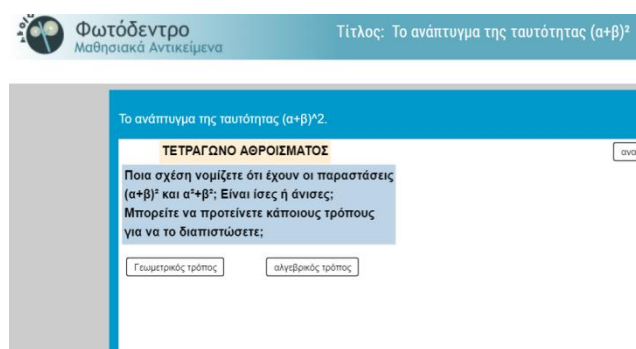 Φωτόδεντρο
Μαθησιακά Αντικείμενα
Τίτλος: Το ανάπτυγμα της ταυτότητας (α+β)²
Το ανάπτυγμα της ταυτότητας (α+β)^2.
ΤΕΤΡΑΓΩΝΟ ΑΘΡΟΙΣΜΑΤΟΣ
Ποια σχέση νομίζετε ότι έχουν οι παραστάσεις
(α+β)² και α²+β²; Είναι ίσες ή άνισες;
Μπορείτε να προτείνετε κάποιους τρόπους
για να το διαπιστώσετε;
Γεωμετρικός τρόπος
αλγεβρικός τρόπος